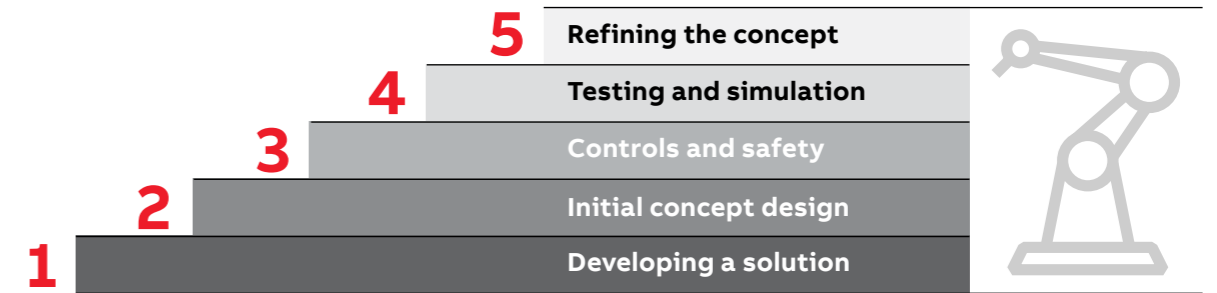 5 Refining the concept
4 Testing and simulation
3 Controls and safety
2 Initial concept design
1 Developing a solution